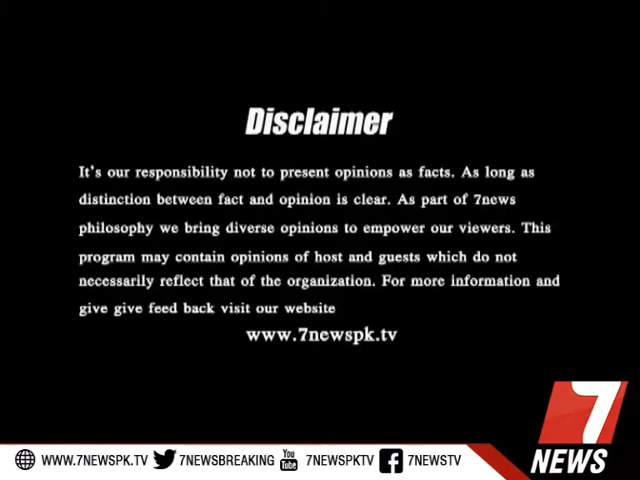 Disclaimer
It's our responsibility not to present opinions as facts. As long as
distinction between fact and opinion is clear. As part of 7news
philosophy we bring diverse opinions to empower our viewers. This
program may contain opinions of host and guests which do not
necessarily reflect that of the organization. For more information and
give give feed back visit our website
www.7newspk.tv
7
NEWS
WWW.7NEWSPK.TV 7NEWSBREAKING You Tube 7NEWSPKTV f 7NEWSTV